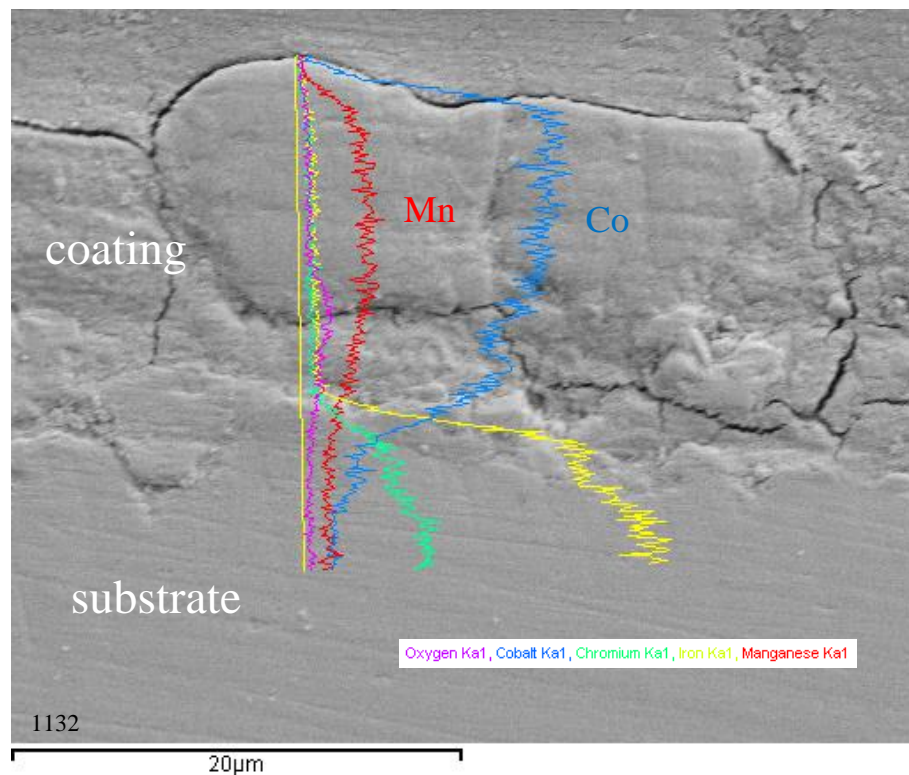 Mn
Co
coating
substrate
Oxygen Ka1, Cobalt Ka1, Chromium Ka1, Iron Ka1, Manganese Ka1
1132
20µm